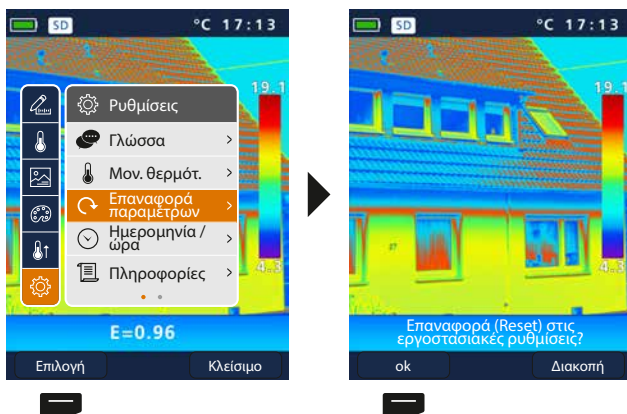 SD °C 17:13
19.1
Ρυθμίσεις
Γλώσσα
Μον. θερμότ.
Επαναφορά
παραμέτρων
Ημερομηνία /
ώρα
Πληροφορίες
4.3
E=0.96
Επιλογή Κλείσιμο
SD °C 17:13
19.1
4.3
Επαναφορά (Reset) στις
εργοστασιακές ρυθμίσεις?
ok Διακοπή